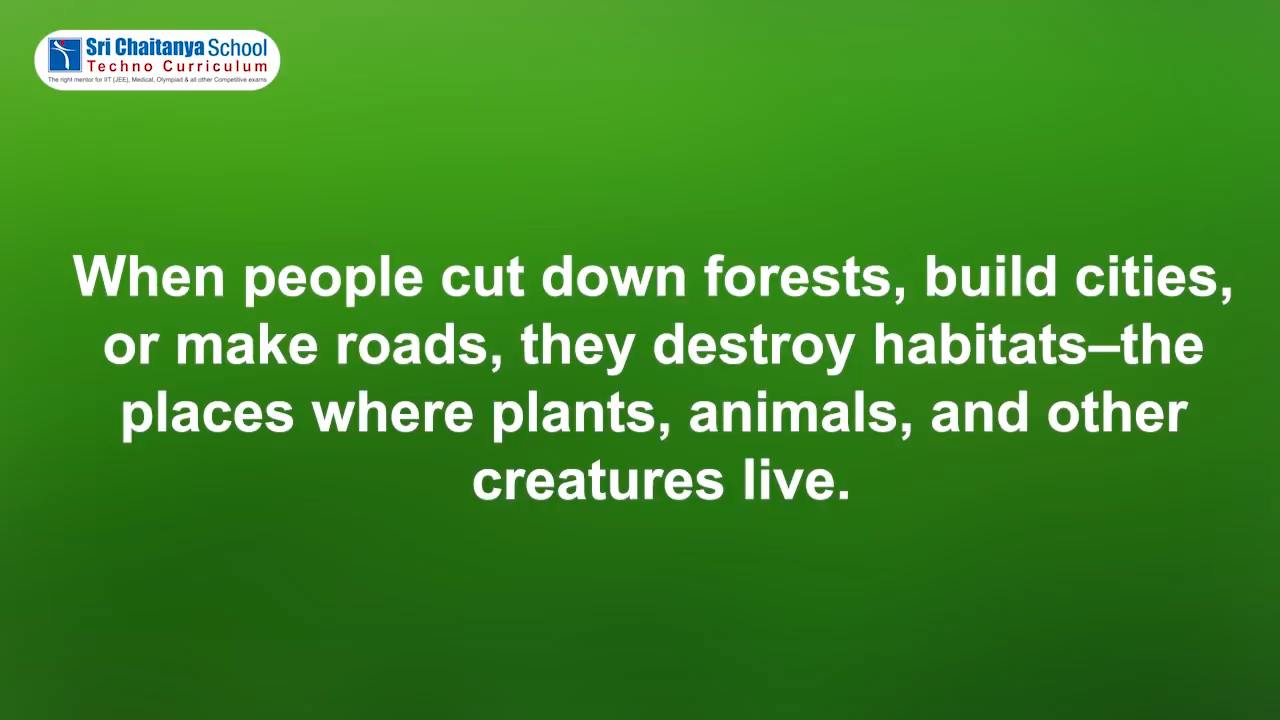 Sri Chaitanya School
Techno Curriculum
The right mentor for IIT (JEE), Medical, Olympiad & all other Competitive exams
When people cut down forests, build cities,
or make roads, they destroy habitats–the
places where plants, animals, and other
creatures live.